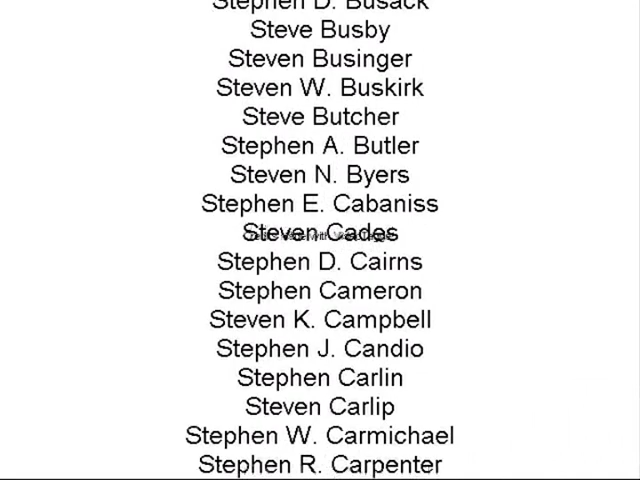 Stephen D. Busack
Steve Busby
Steven Businger
Steven W. Buskirk
Steve Butcher
Stephen A. Butler
Steven N. Byers
Stephen E. Cabaniss
Steven Cades
Stephen D. Cairns
Stephen Cameron
Steven K. Campbell
Stephen J. Candio
Stephen Carlin
Steven Carlip
Stephen W. Carmichael
Stephen R. Carpenter